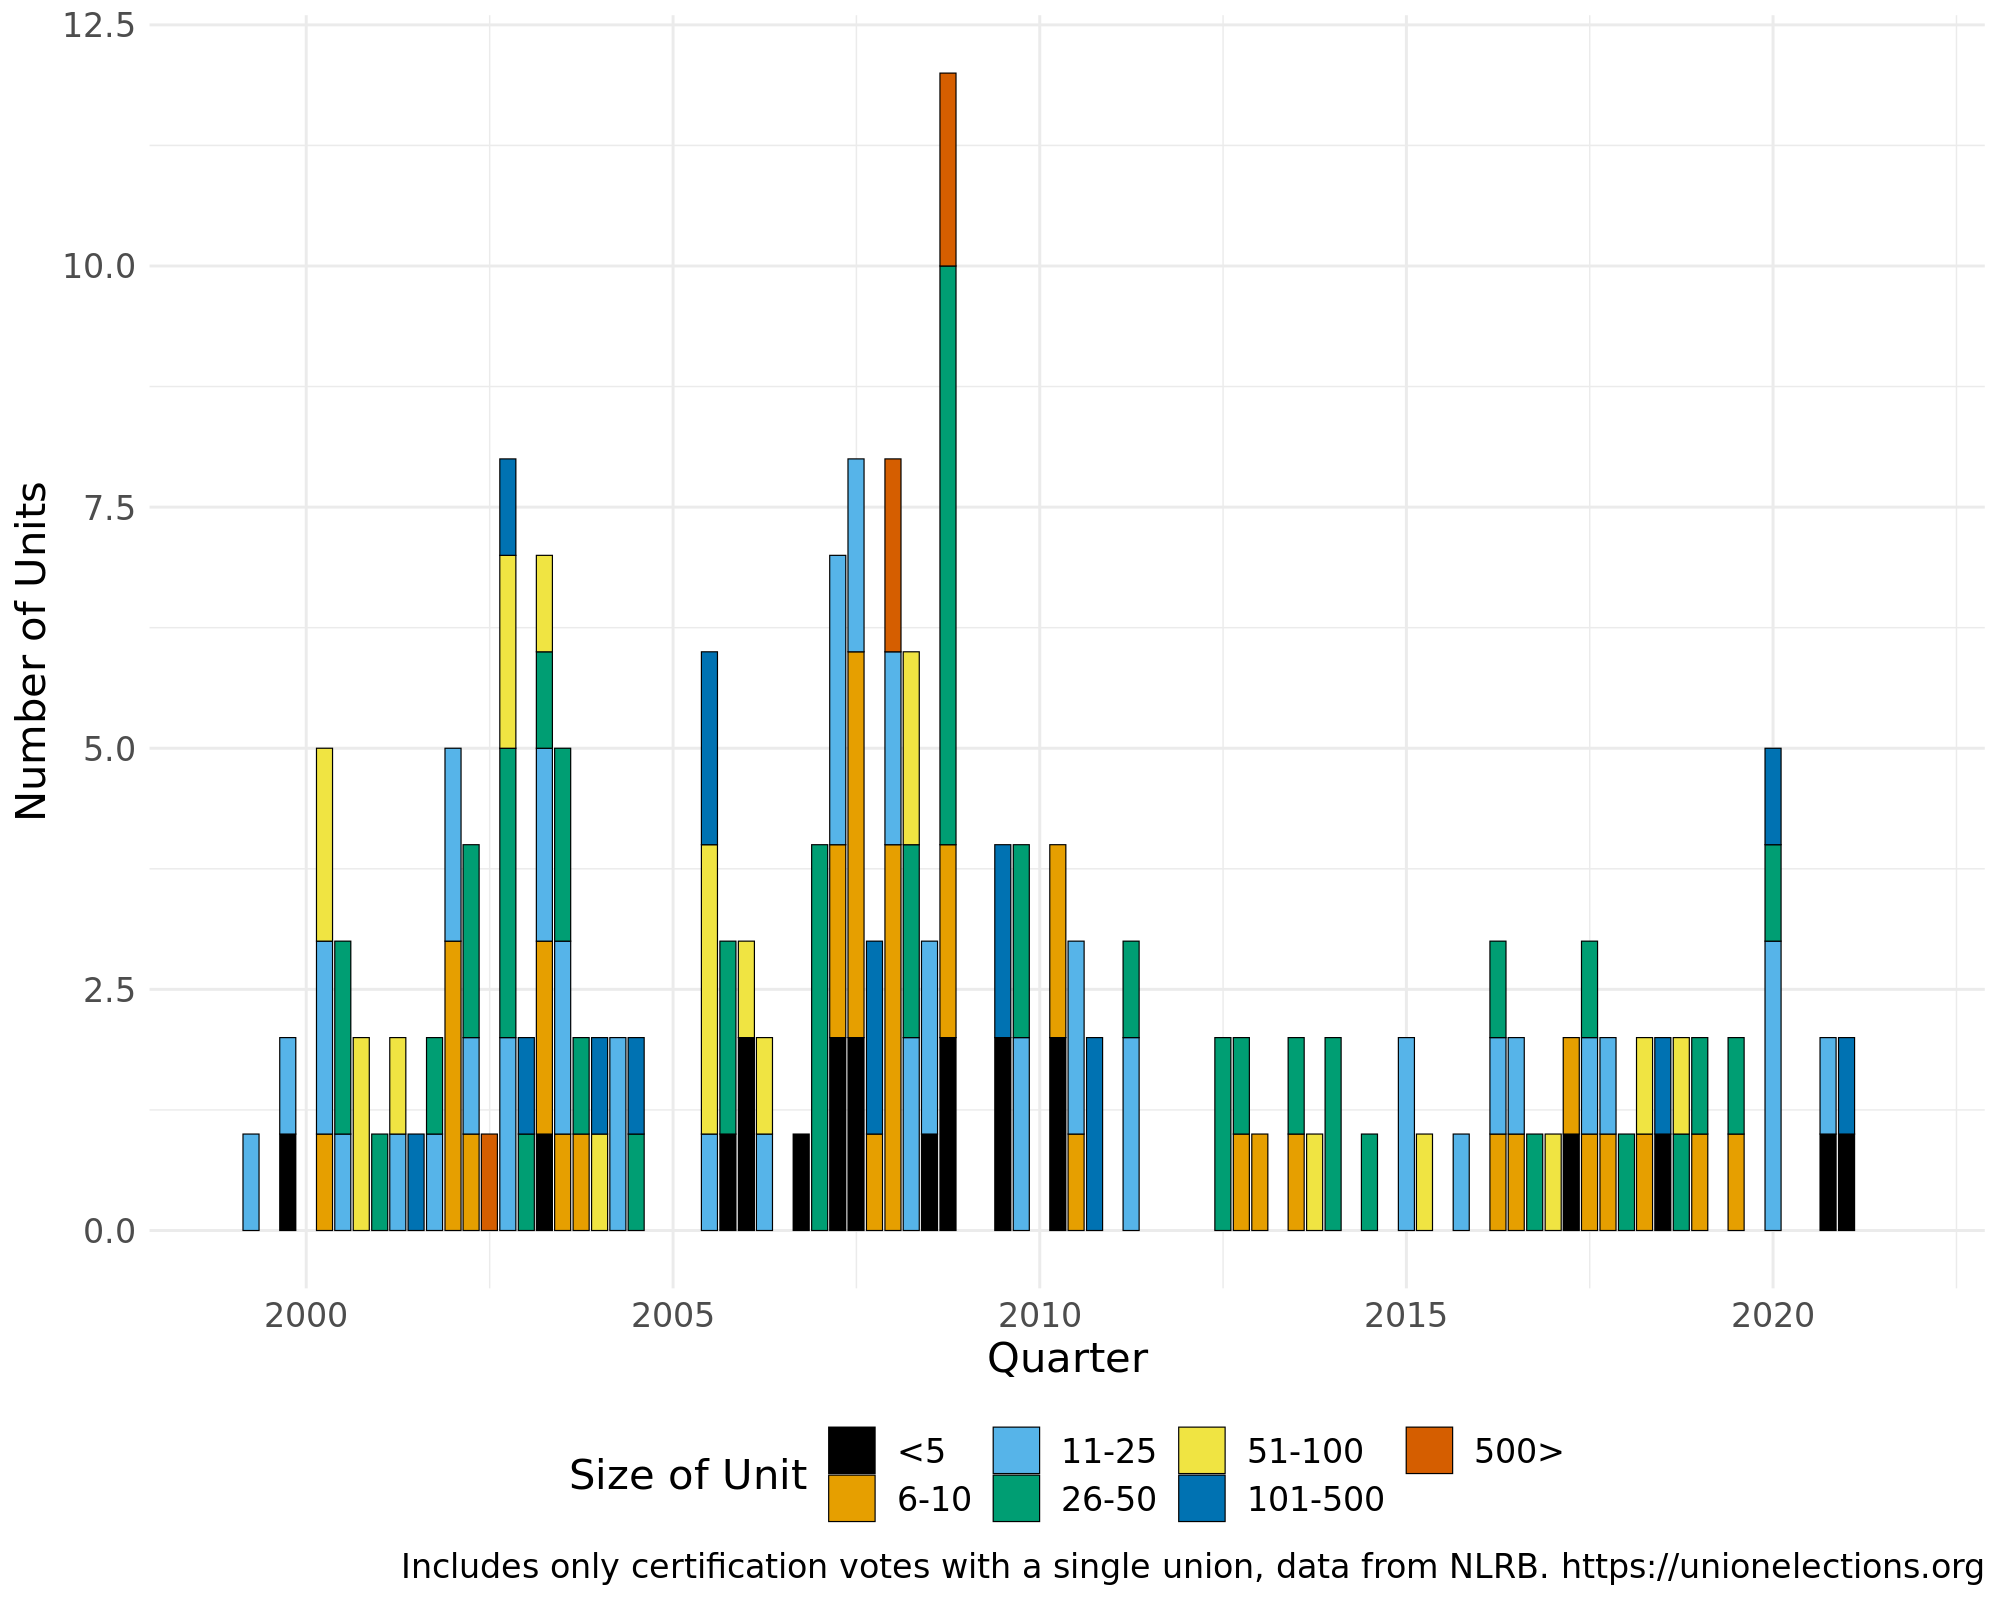 12.5
10.0
7.5
5.0
2.5
0.0
Number of Units
2000 2005 2010 2015 2020
Quarter
Size of Unit
<5 11-25 51-100 500>
6-10 26-50 101-500
Includes only certification votes with a single union, data from NLRB. https://unionelections.org